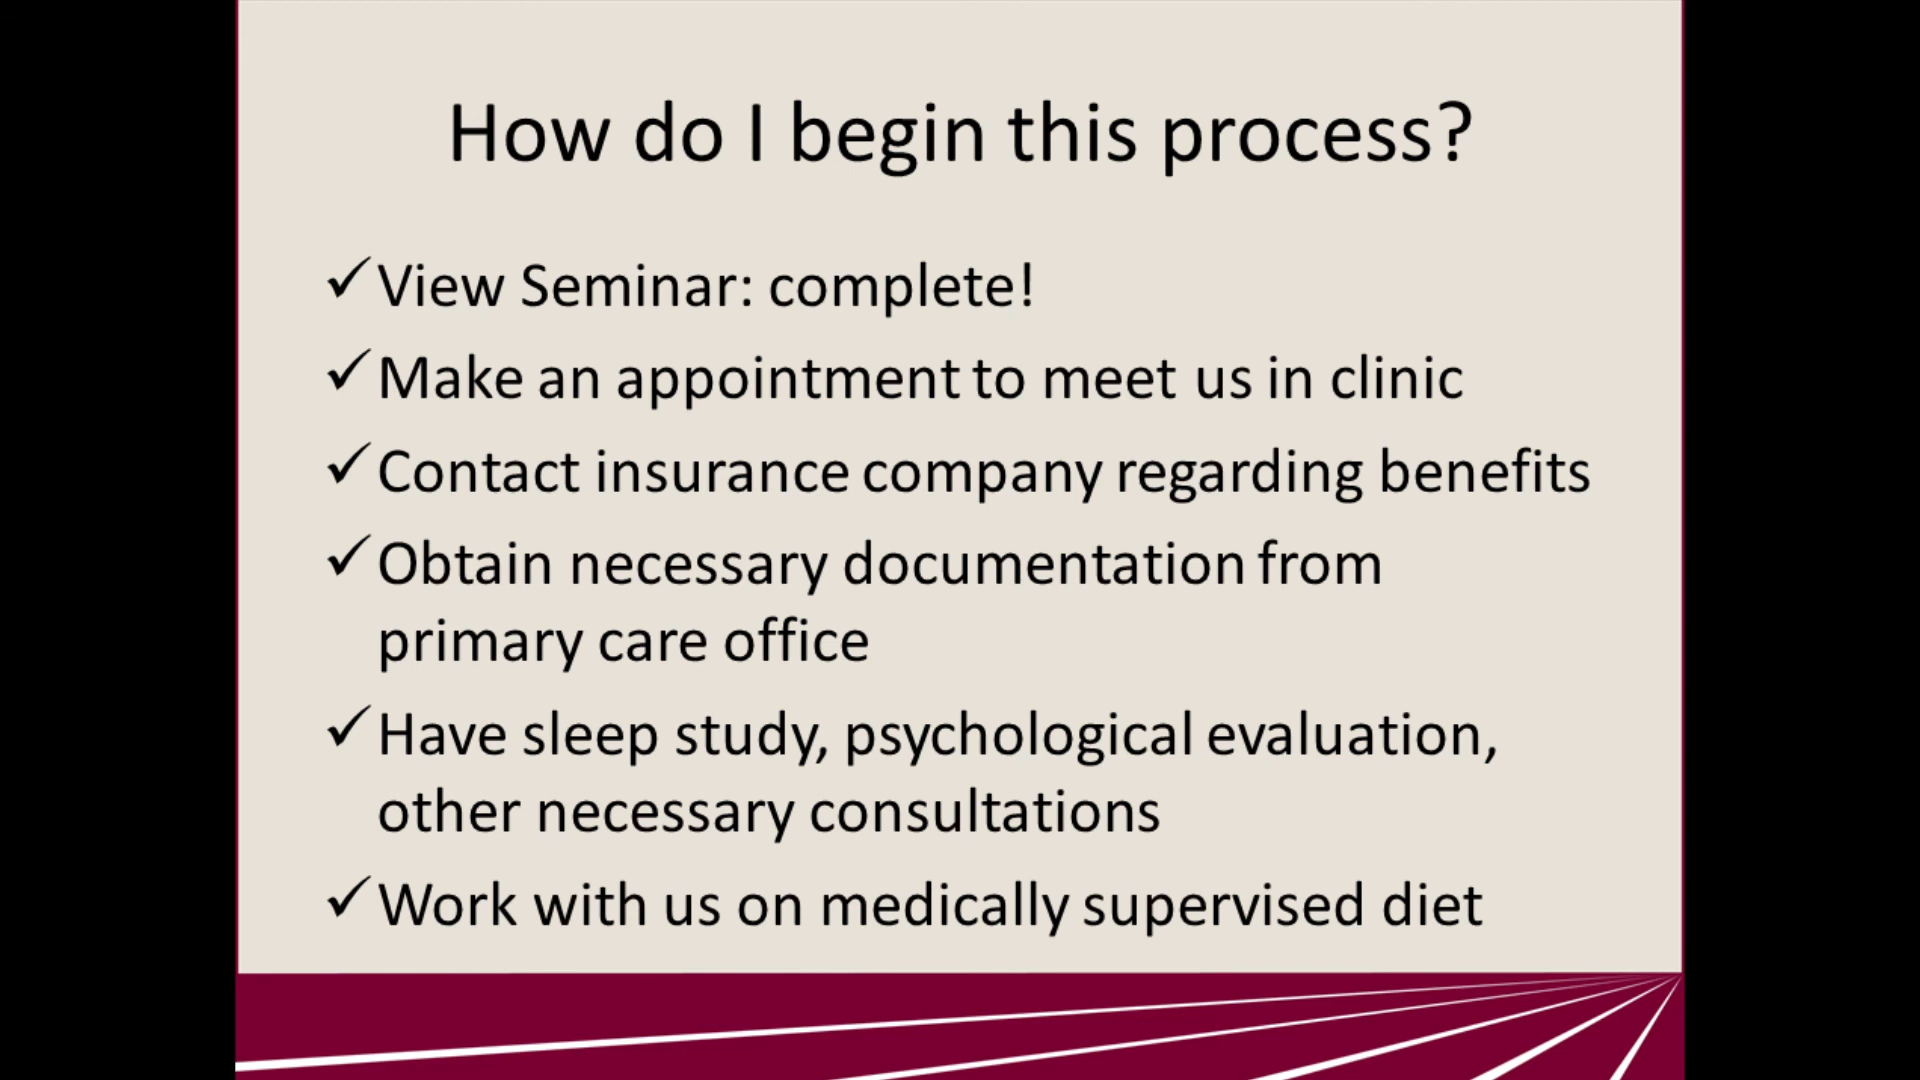 How do I begin this process?
✓View Seminar: complete!
✓Make an appointment to meet us in clinic
✓Contact insurance company regarding benefits
✓Obtain necessary documentation from
primary care office
✓Have sleep study, psychological evaluation,
other necessary consultations
✓Work with us on medically supervised diet